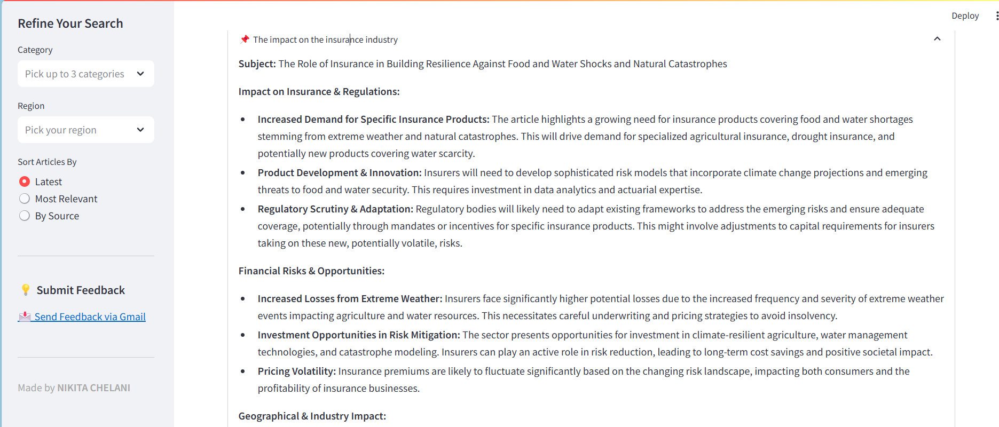 Refine Your Search
Category
Pick up to 3 categories
Region
Pick your region
Sort Articles By
Latest
Most Relevant
By Source
💡 Submit Feedback
📩 Send Feedback via Gmail
Made by NIKITA CHELANI
Deploy
📌 The impact on the insurance industry
Subject: The Role of Insurance in Building Resilience Against Food and Water Shocks and Natural Catastrophes
Impact on Insurance & Regulations:
• Increased Demand for Specific Insurance Products: The article highlights a growing need for insurance products covering food and water shortages
stemming from extreme weather and natural catastrophes. This will drive demand for specialized agricultural insurance, drought insurance, and
potentially new products covering water scarcity.
• Product Development & Innovation: Insurers will need to develop sophisticated risk models that incorporate climate change projections and emerging
threats to food and water security. This requires investment in data analytics and actuarial expertise.
• Regulatory Scrutiny & Adaptation: Regulatory bodies will likely need to adapt existing frameworks to address the emerging risks and ensure adequate
coverage, potentially through mandates or incentives for specific insurance products. This might involve adjustments to capital requirements for insurers
taking on these new, potentially volatile, risks.
Financial Risks & Opportunities:
• Increased Losses from Extreme Weather: Insurers face significantly higher potential losses due to the increased frequency and severity of extreme weather
events impacting agriculture and water resources. This necessitates careful underwriting and pricing strategies to avoid insolvency.
• Investment Opportunities in Risk Mitigation: The sector presents opportunities for investment in climate-resilient agriculture, water management
technologies, and catastrophe modeling. Insurers can play an active role in risk reduction, leading to long-term cost savings and positive societal impact.
• Pricing Volatility: Insurance premiums are likely to fluctuate significantly based on the changing risk landscape, impacting both consumers and the
profitability of insurance businesses.
Geographical & Industry Impact: